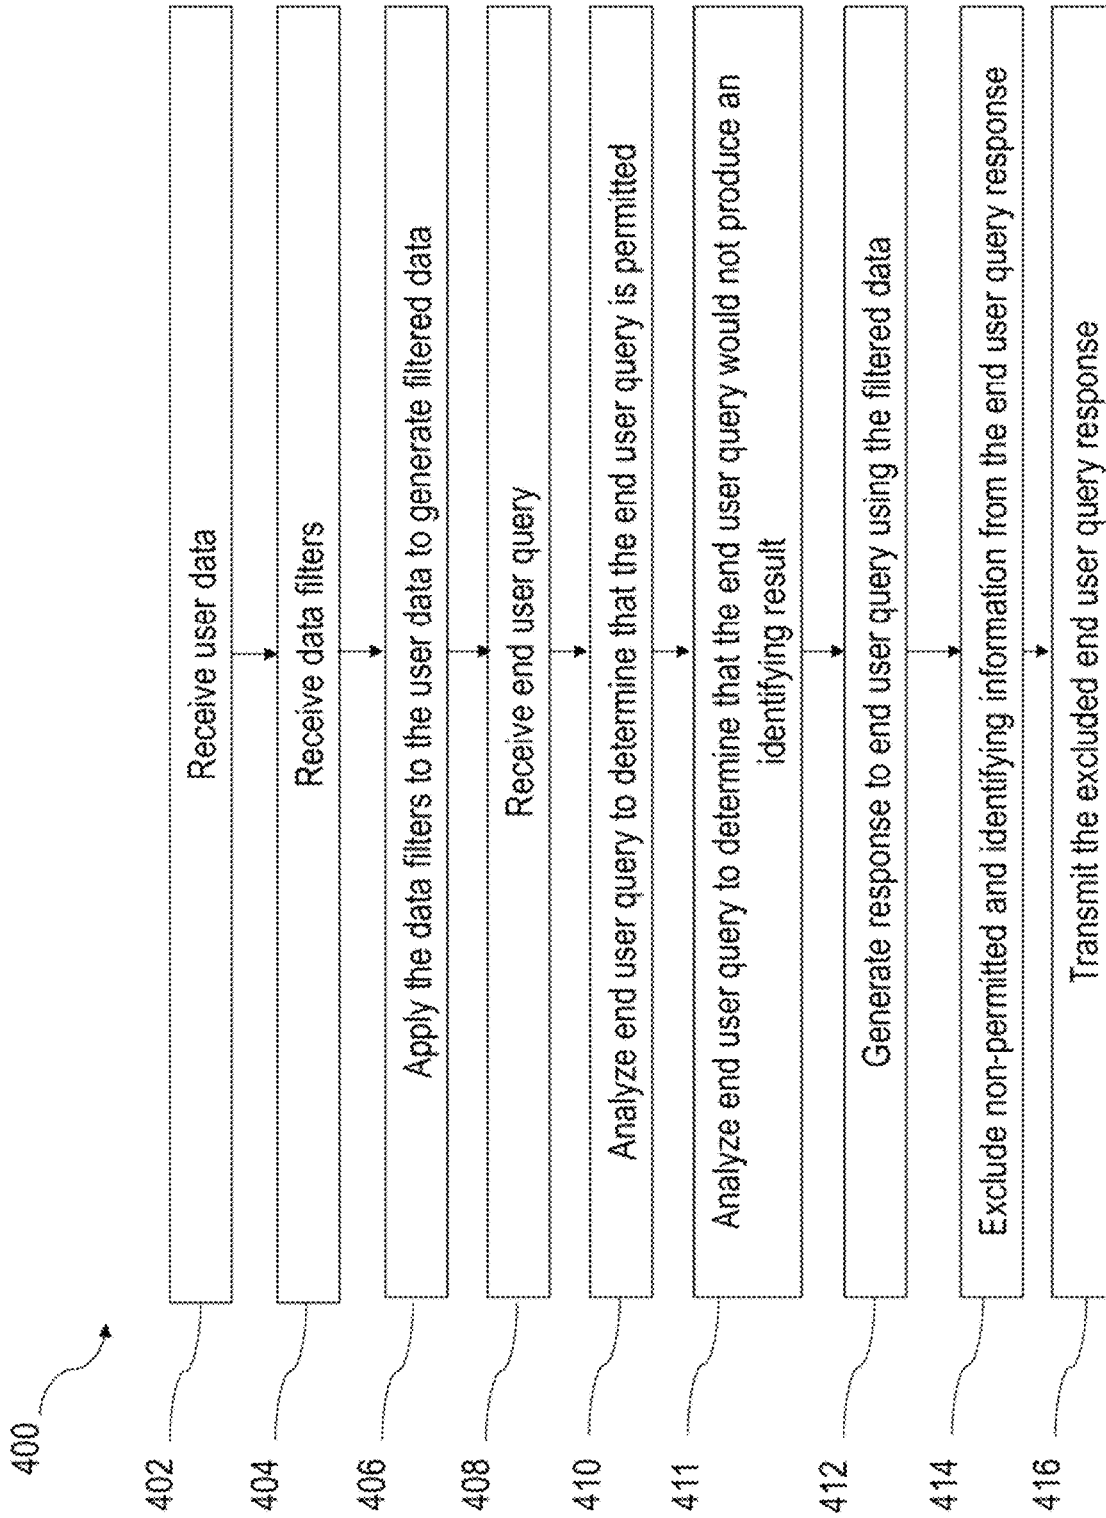 400
402
Receive user data
404
Receive data filters
406
Apply the data filters to the user data to generate filtered data
408
Receive end user query
410
Analyze end user query to determine that the end user query is permitted
411
Analyze end user query to determine that the end user query would not produce an
identifying result
412
Generate response to end user query using the filtered data
414
Exclude non-permitted and identifying information from the end user query response
416
Transmit the excluded end user query response